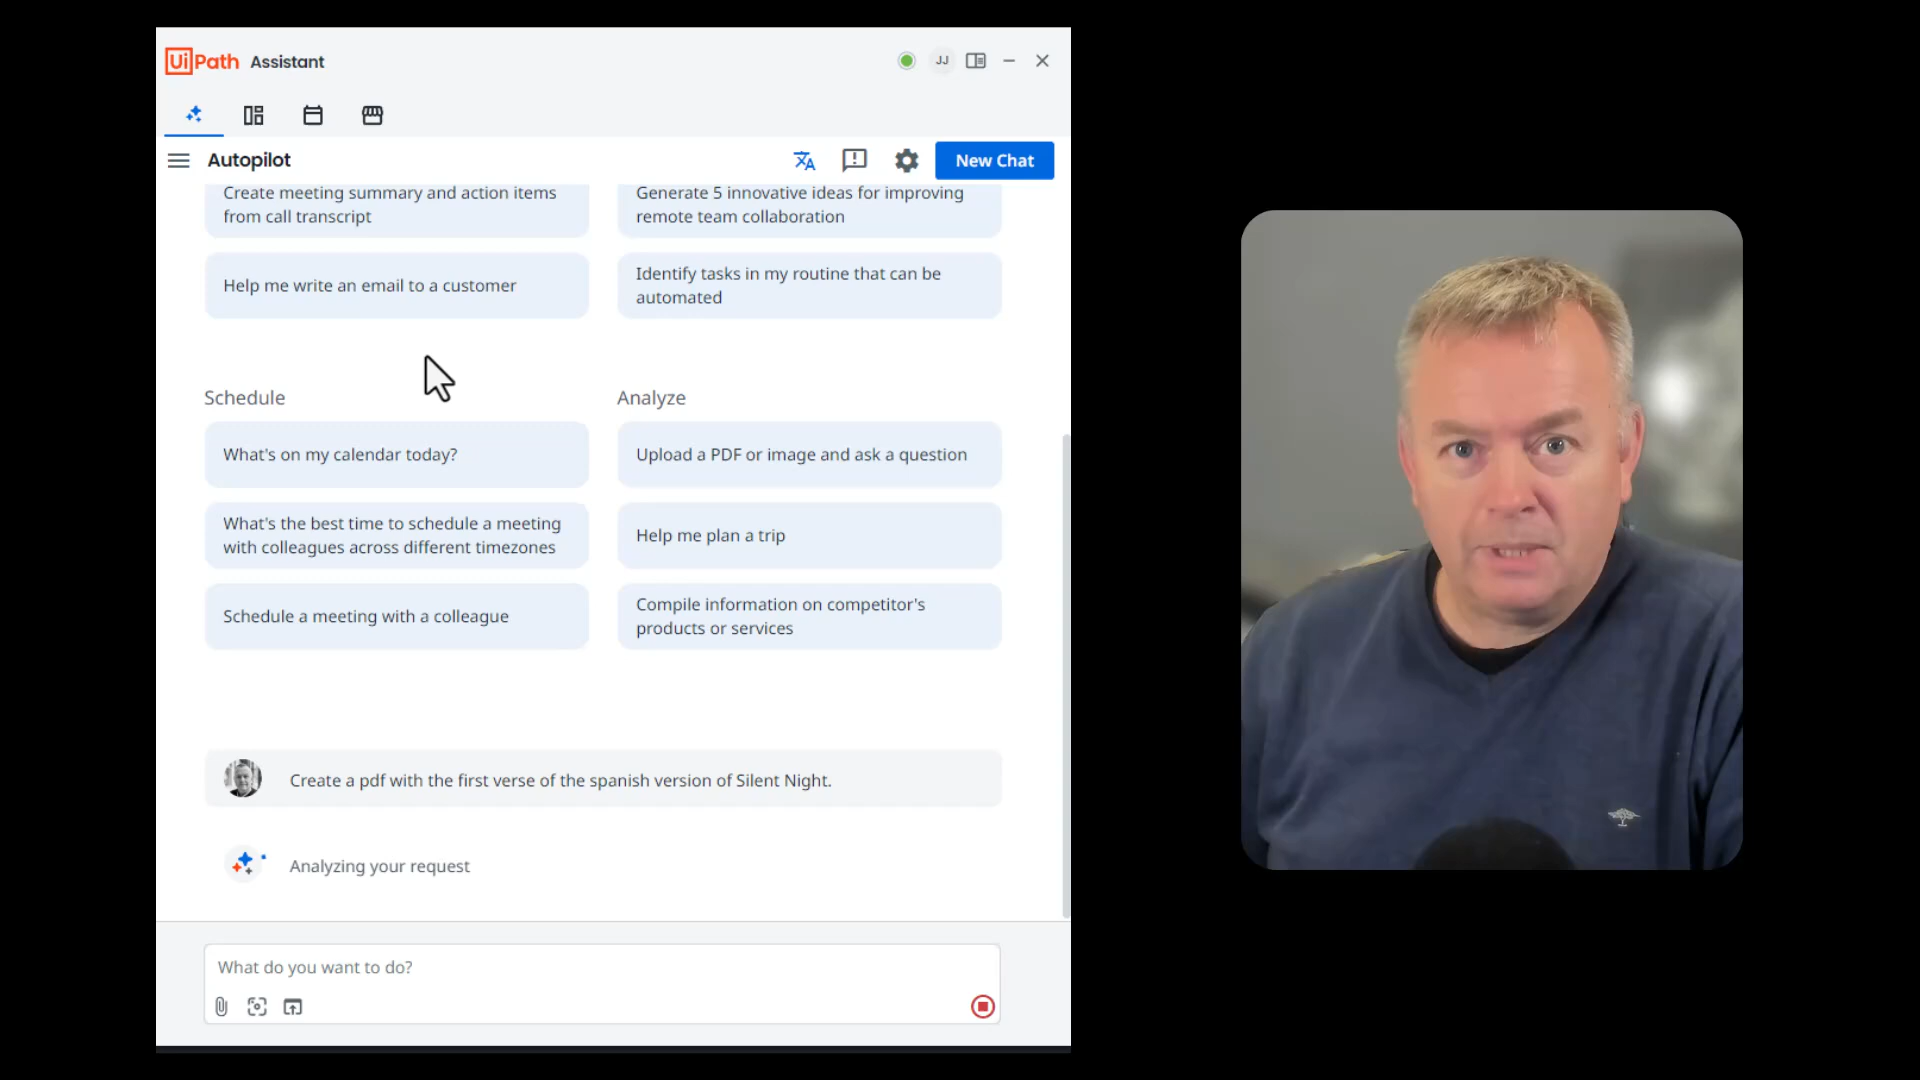 UiPath Assistant
JJ
Autopilot
New Chat
Create meeting summary and action items
from call transcript
Generate 5 innovative ideas for improving
remote team collaboration
Help me write an email to a customer
Identify tasks in my routine that can be
automated
Schedule
Analyze
What's on my calendar today?
Upload a PDF or image and ask a question
What's the best time to schedule a meeting
with colleagues across different timezones
Help me plan a trip
Schedule a meeting with a colleague
Compile information on competitor's
products or services
Create a pdf with the first verse of the spanish version of Silent Night.
Analyzing your request
What do you want to do?